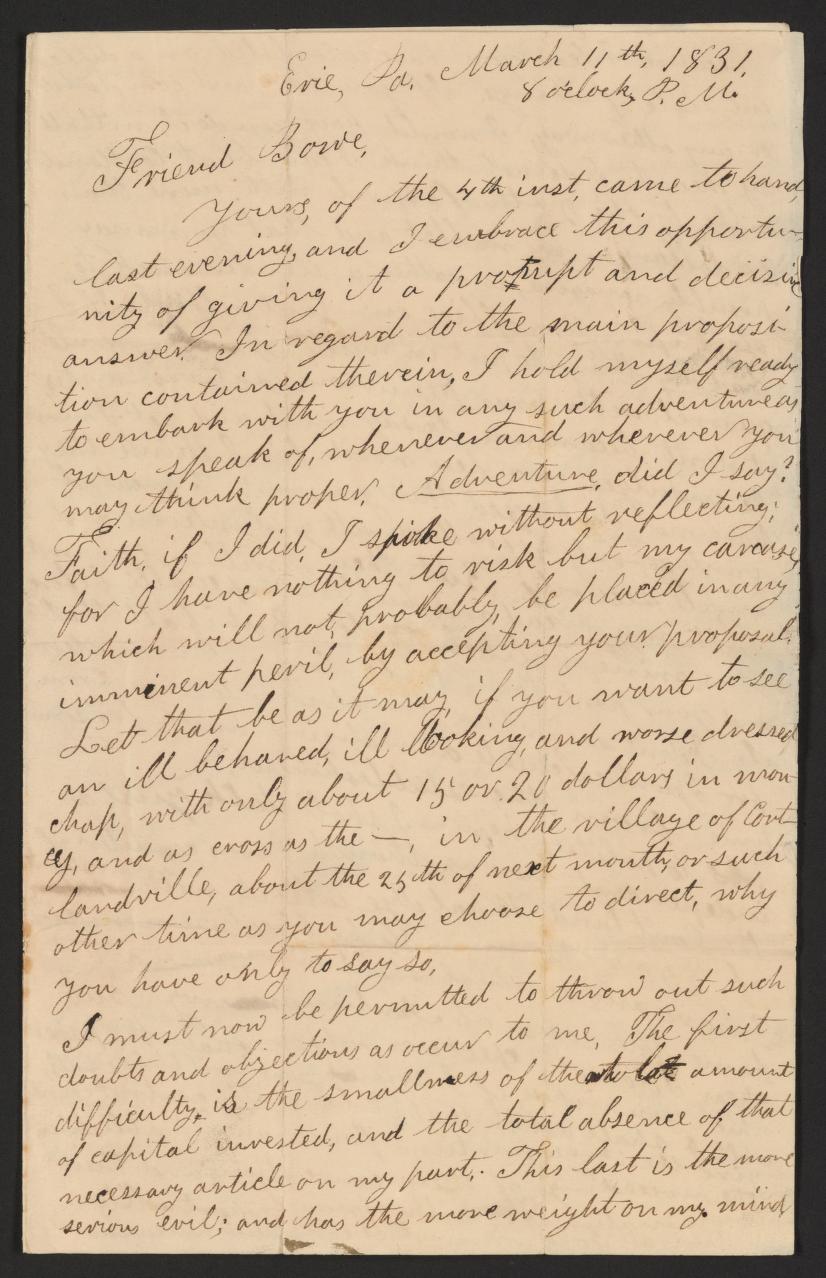 Erie, Pa. March 11th, 1831.
8 o'clock, P. M.
Friend Bowe,
Yours, of the 4th inst, came to hand,
last evening, and I embrace this opportu-
nity of giving it a prompt and decisive
answer. In regard to the main proposi-
tion contained therein, I hold myself ready
to embark with you in any such adventure as
you speak of, whenever and wherever you
may think proper. Adventure, did I say?
Faith, if I did, I spoke without reflecting;
for I have nothing to risk but my carcase,
which will not, probably, be placed in any
imminent peril, by accepting your proposal.
Let that be as it may, if you want to see
an ill behaved, ill looking, and worse dressed
chap, with only about 15 or 20 dollars in mon-
ey, and as cross as the —, in the village of Cort-
landville, about the 25th of next month, or such
other time as you may choose to direct, why
you have only to say so,
I must now be permitted to throw out such
doubts and objections as occur to me. The first
difficulty, is the smallness of the amount
of capital invested, and the total absence of that
necessary article on my part. This last is the more
serious evil; and has the more weight on my mind